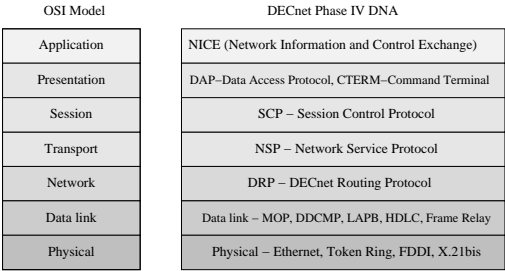 OSI Model DECnet Phase IV DNA
Application NICE (Network Information and Control Exchange)
Presentation DAP−Data Access Protocol, CTERM−Command Terminal
Session SCP − Session Control Protocol
Transport NSP − Network Service Protocol
Network DRP − DECnet Routing Protocol
Data link Data link − MOP, DDCMP, LAPB, HDLC, Frame Relay
Physical Physical − Ethernet, Token Ring, FDDI, X.21bis